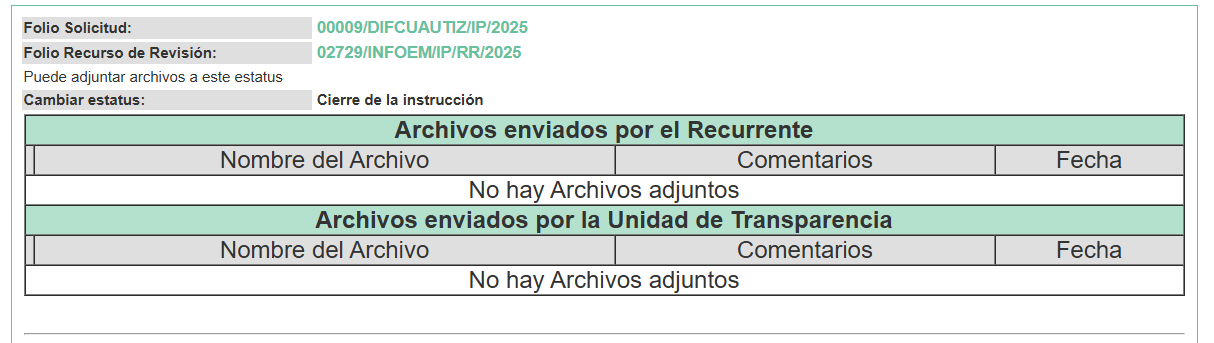 Folio Solicitud: 00009/DIFCUAUTIZ/IP/2025
Folio Recurso de Revisión: 02729/INFOEM/IP/RR/2025
Puede adjuntar archivos a este estatus
Cambiar estatus: Cierre de la instrucción
Archivos enviados por el Recurrente
Nombre del Archivo Comentarios Fecha
No hay Archivos adjuntos
Archivos enviados por la Unidad de Transparencia
Nombre del Archivo Comentarios Fecha
No hay Archivos adjuntos